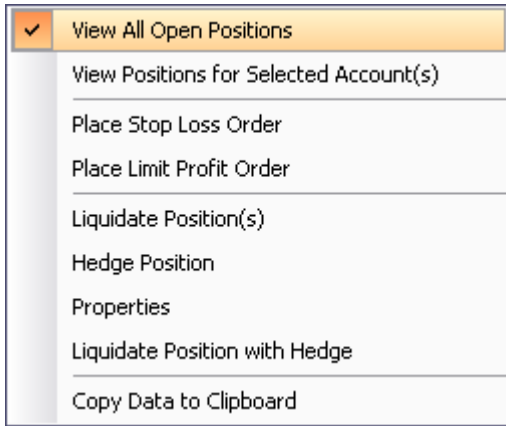 View All Open Positions
View Positions for Selected Account(s)
Place Stop Loss Order
Place Limit Profit Order
Liquidate Position(s)
Hedge Position
Properties
Liquidate Position with Hedge
Copy Data to Clipboard